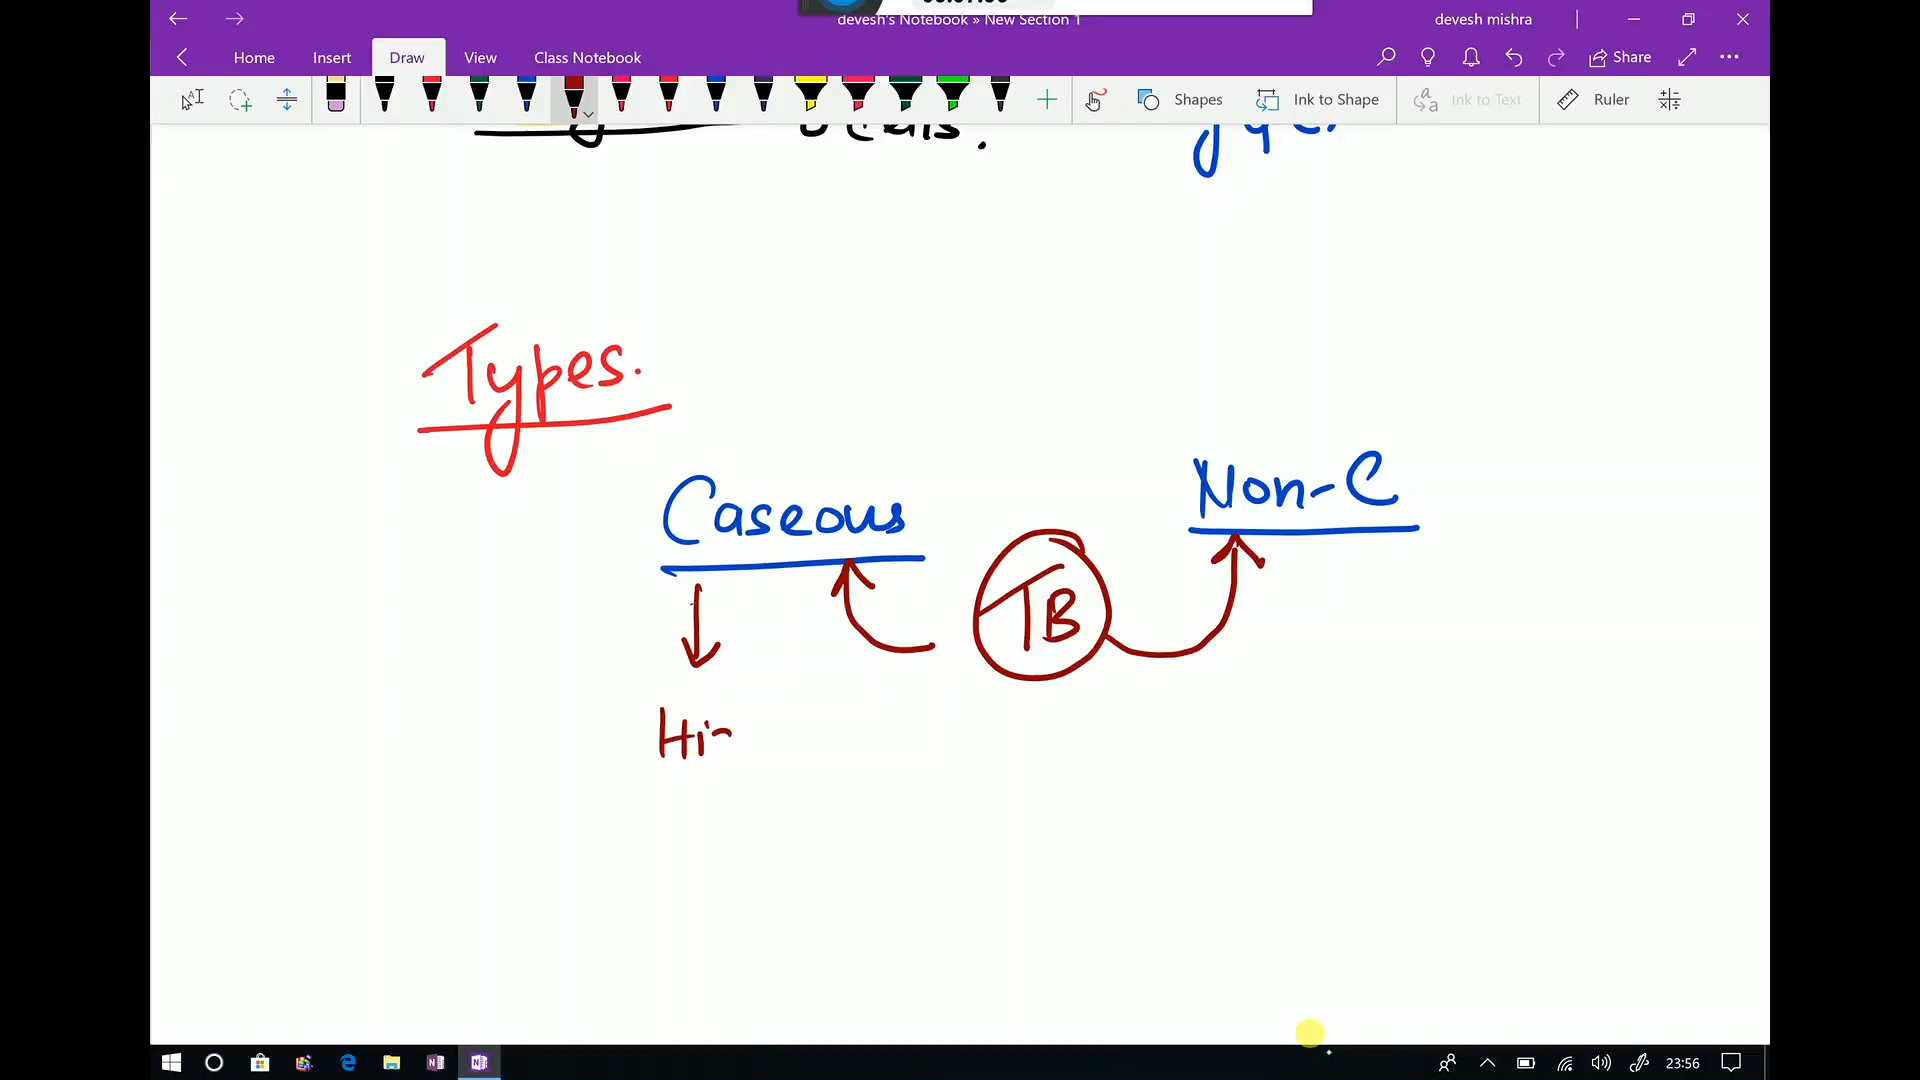 devesh's Notebook » New Section 1
devesh mishra
Home Insert Draw View Class Notebook
Share
Shapes
Ink to Shape
Ink to Text
Ruler
Types.
Caseous
Non-C
TB
Hi-
23:56